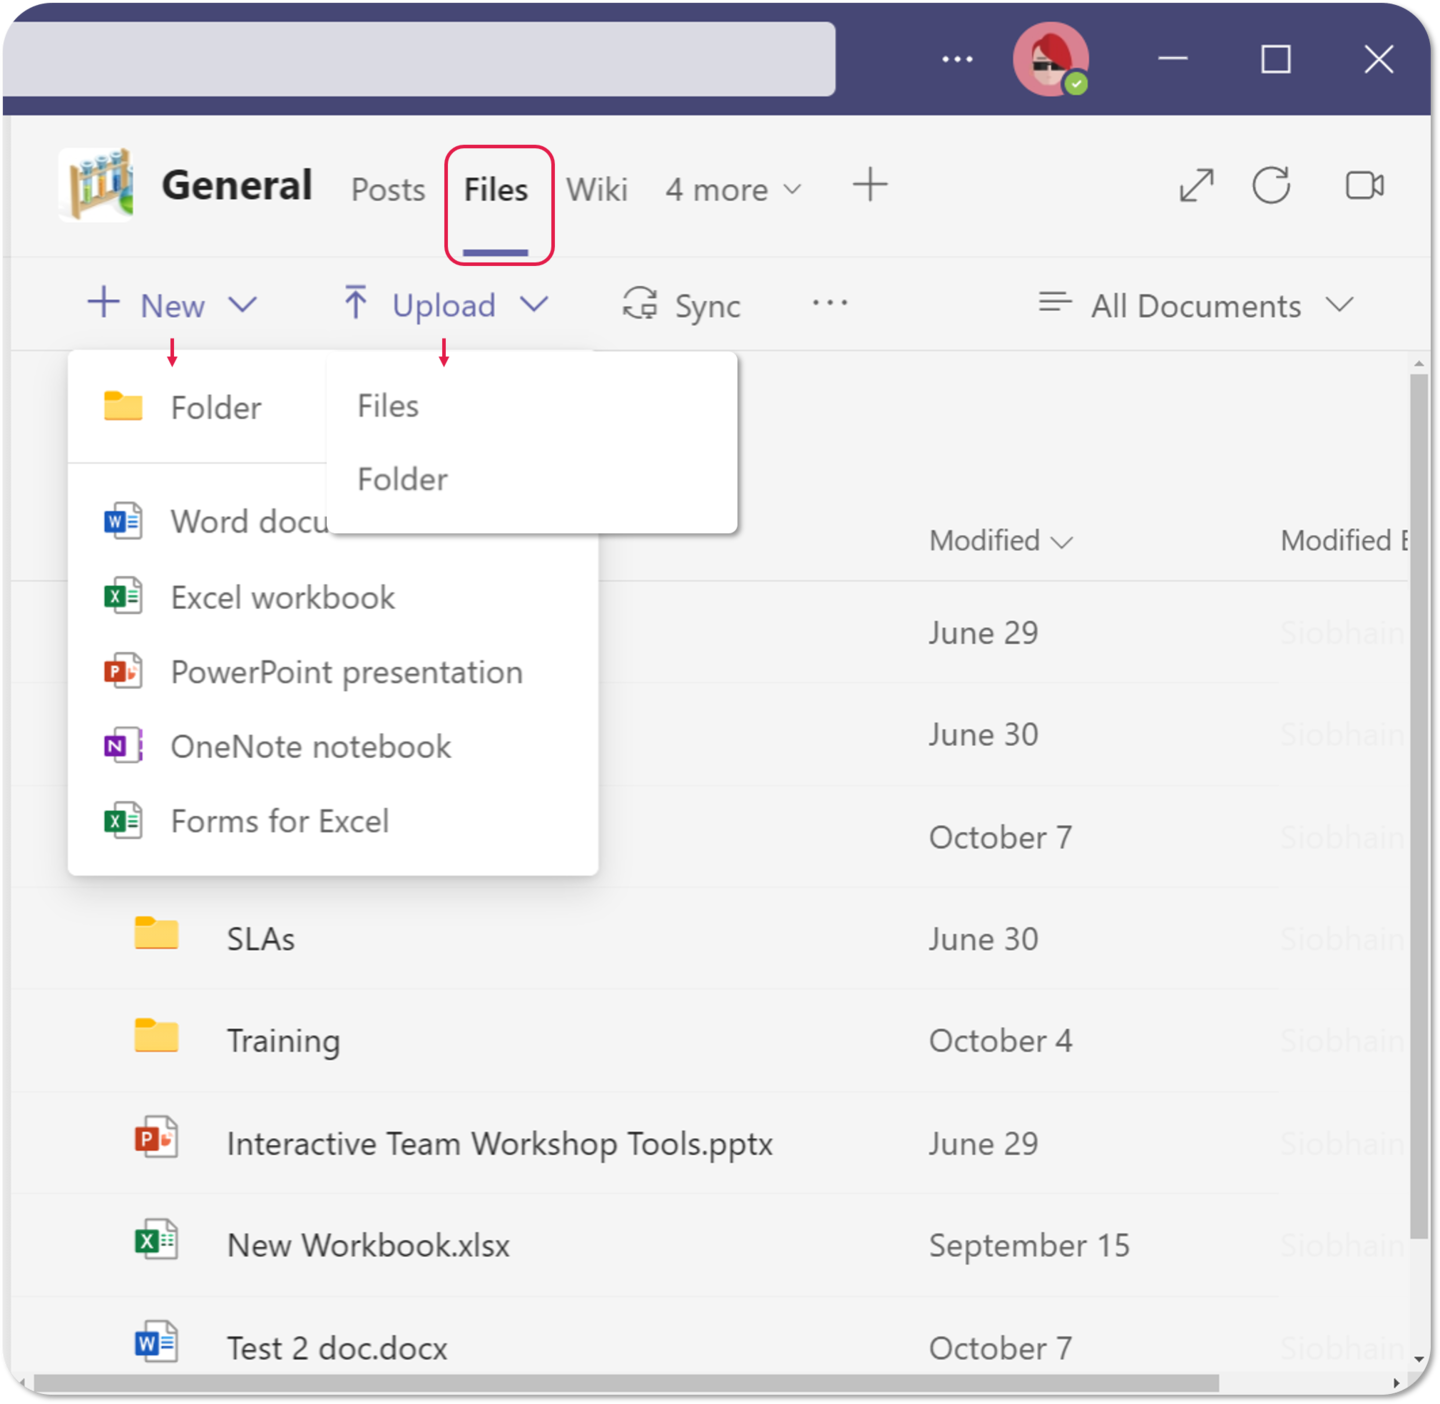 General Posts Files Wiki 4 more
New Upload Sync All Documents
Folder
Files
Folder
Word docu
Excel workbook
PowerPoint presentation
OneNote notebook
Forms for Excel
Modified Modified
June 29 Siobhain
June 30 Siobhain
October 7 Siobhain
SLAs June 30 Siobhain
Training October 4 Siobhain
Interactive Team Workshop Tools.pptx June 29 Siobhain
New Workbook.xlsx September 15 Siobhain
Test 2 doc.docx October 7 Siobhain